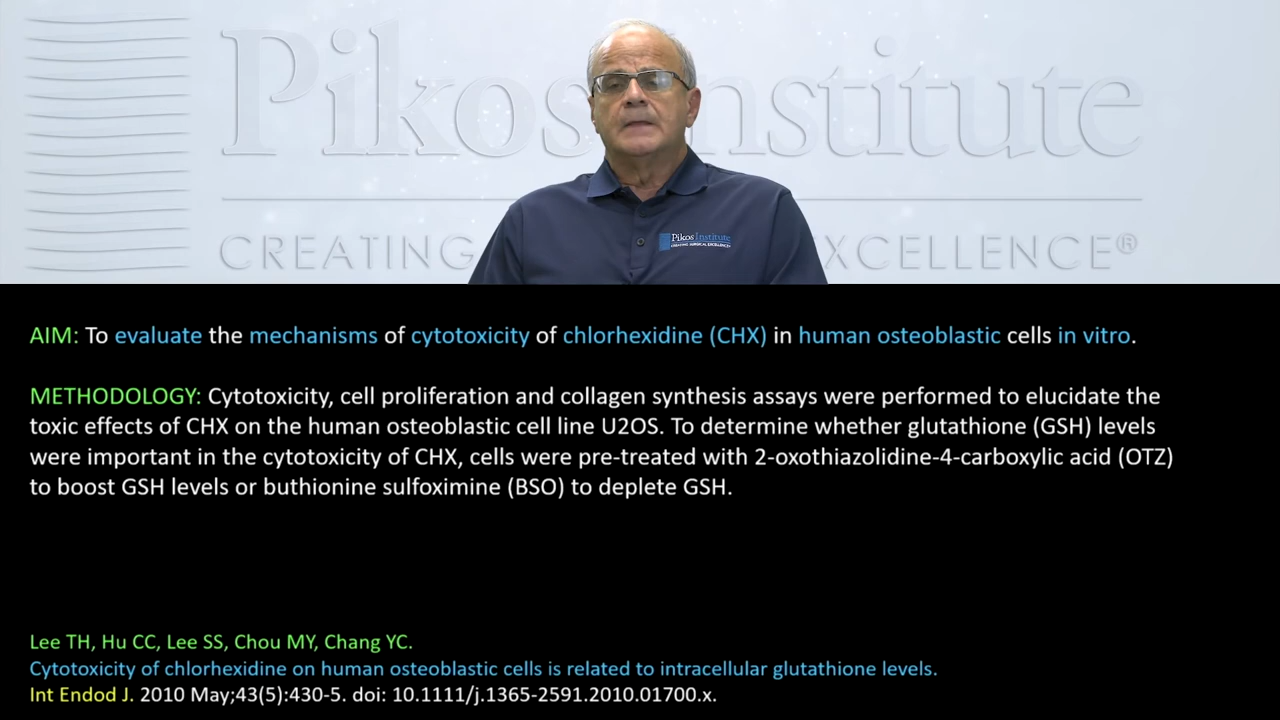 Pikos Institute
CREATING XCELLENCE®
Pikos Institute
CREATING SURGICAL EXCELLENCE
AIM: To evaluate the mechanisms of cytotoxicity of chlorhexidine (CHX) in human osteoblastic cells in vitro.
METHODOLOGY: Cytotoxicity, cell proliferation and collagen synthesis assays were performed to elucidate the
toxic effects of CHX on the human osteoblastic cell line U2OS. To determine whether glutathione (GSH) levels
were important in the cytotoxicity of CHX, cells were pre-treated with 2-oxothiazolidine-4-carboxylic acid (OTZ)
to boost GSH levels or buthionine sulfoximine (BSO) to deplete GSH.
Lee TH, Hu CC, Lee SS, Chou MY, Chang YC.
Cytotoxicity of chlorhexidine on human osteoblastic cells is related to intracellular glutathione levels.
Int Endod J. 2010 May;43(5):430-5. doi: 10.1111/j.1365-2591.2010.01700.x.